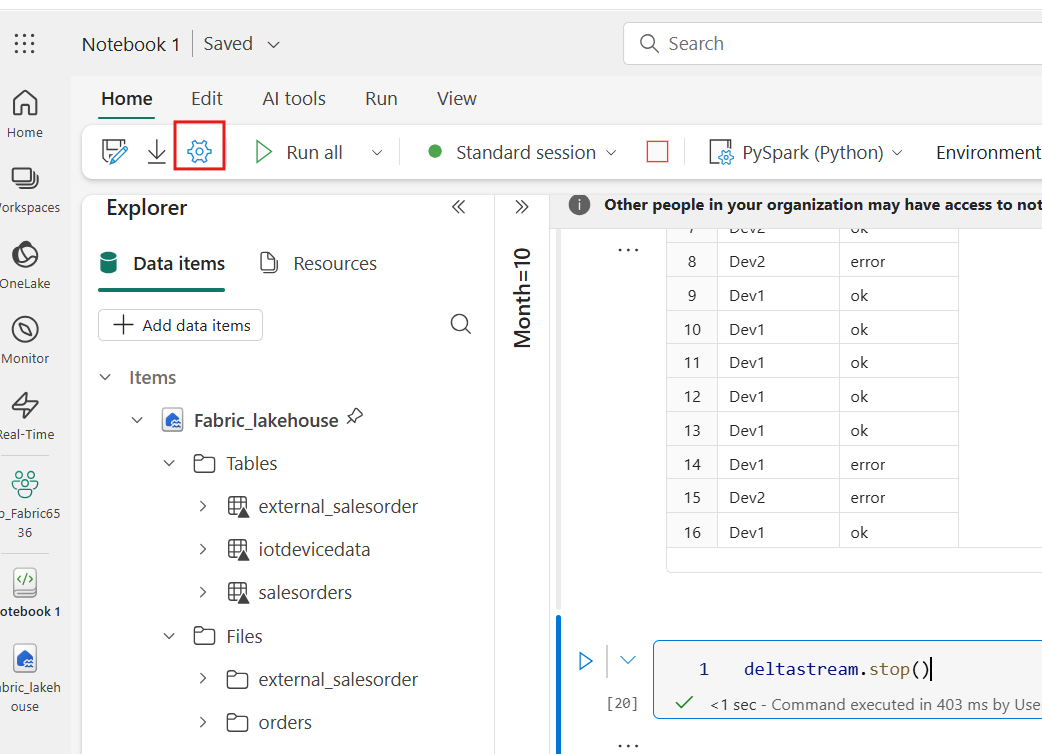 Notebook 1 Saved
Search
Home Edit AI tools Run View
Run all Standard session PySpark (Python) Environment
Home
orkspaces
OneLake
Monitor
Real-Time
o_Fabric65
36
otebook 1
bric_lakeh
ouse
Explorer
Data items Resources
Add data items
Items
Fabric_lakehouse
Tables
external_salesorder
iotdevicedata
salesorders
Files
external_salesorder
orders
Month=10
Other people in your organization may have access to not
7 Dev2 ok
8 Dev2 error
9 Dev1 ok
10 Dev1 ok
11 Dev1 ok
12 Dev1 ok
13 Dev1 ok
14 Dev1 error
15 Dev2 error
16 Dev1 ok
1 deltastream.stop()
[20] <1 sec - Command executed in 403 ms by Use